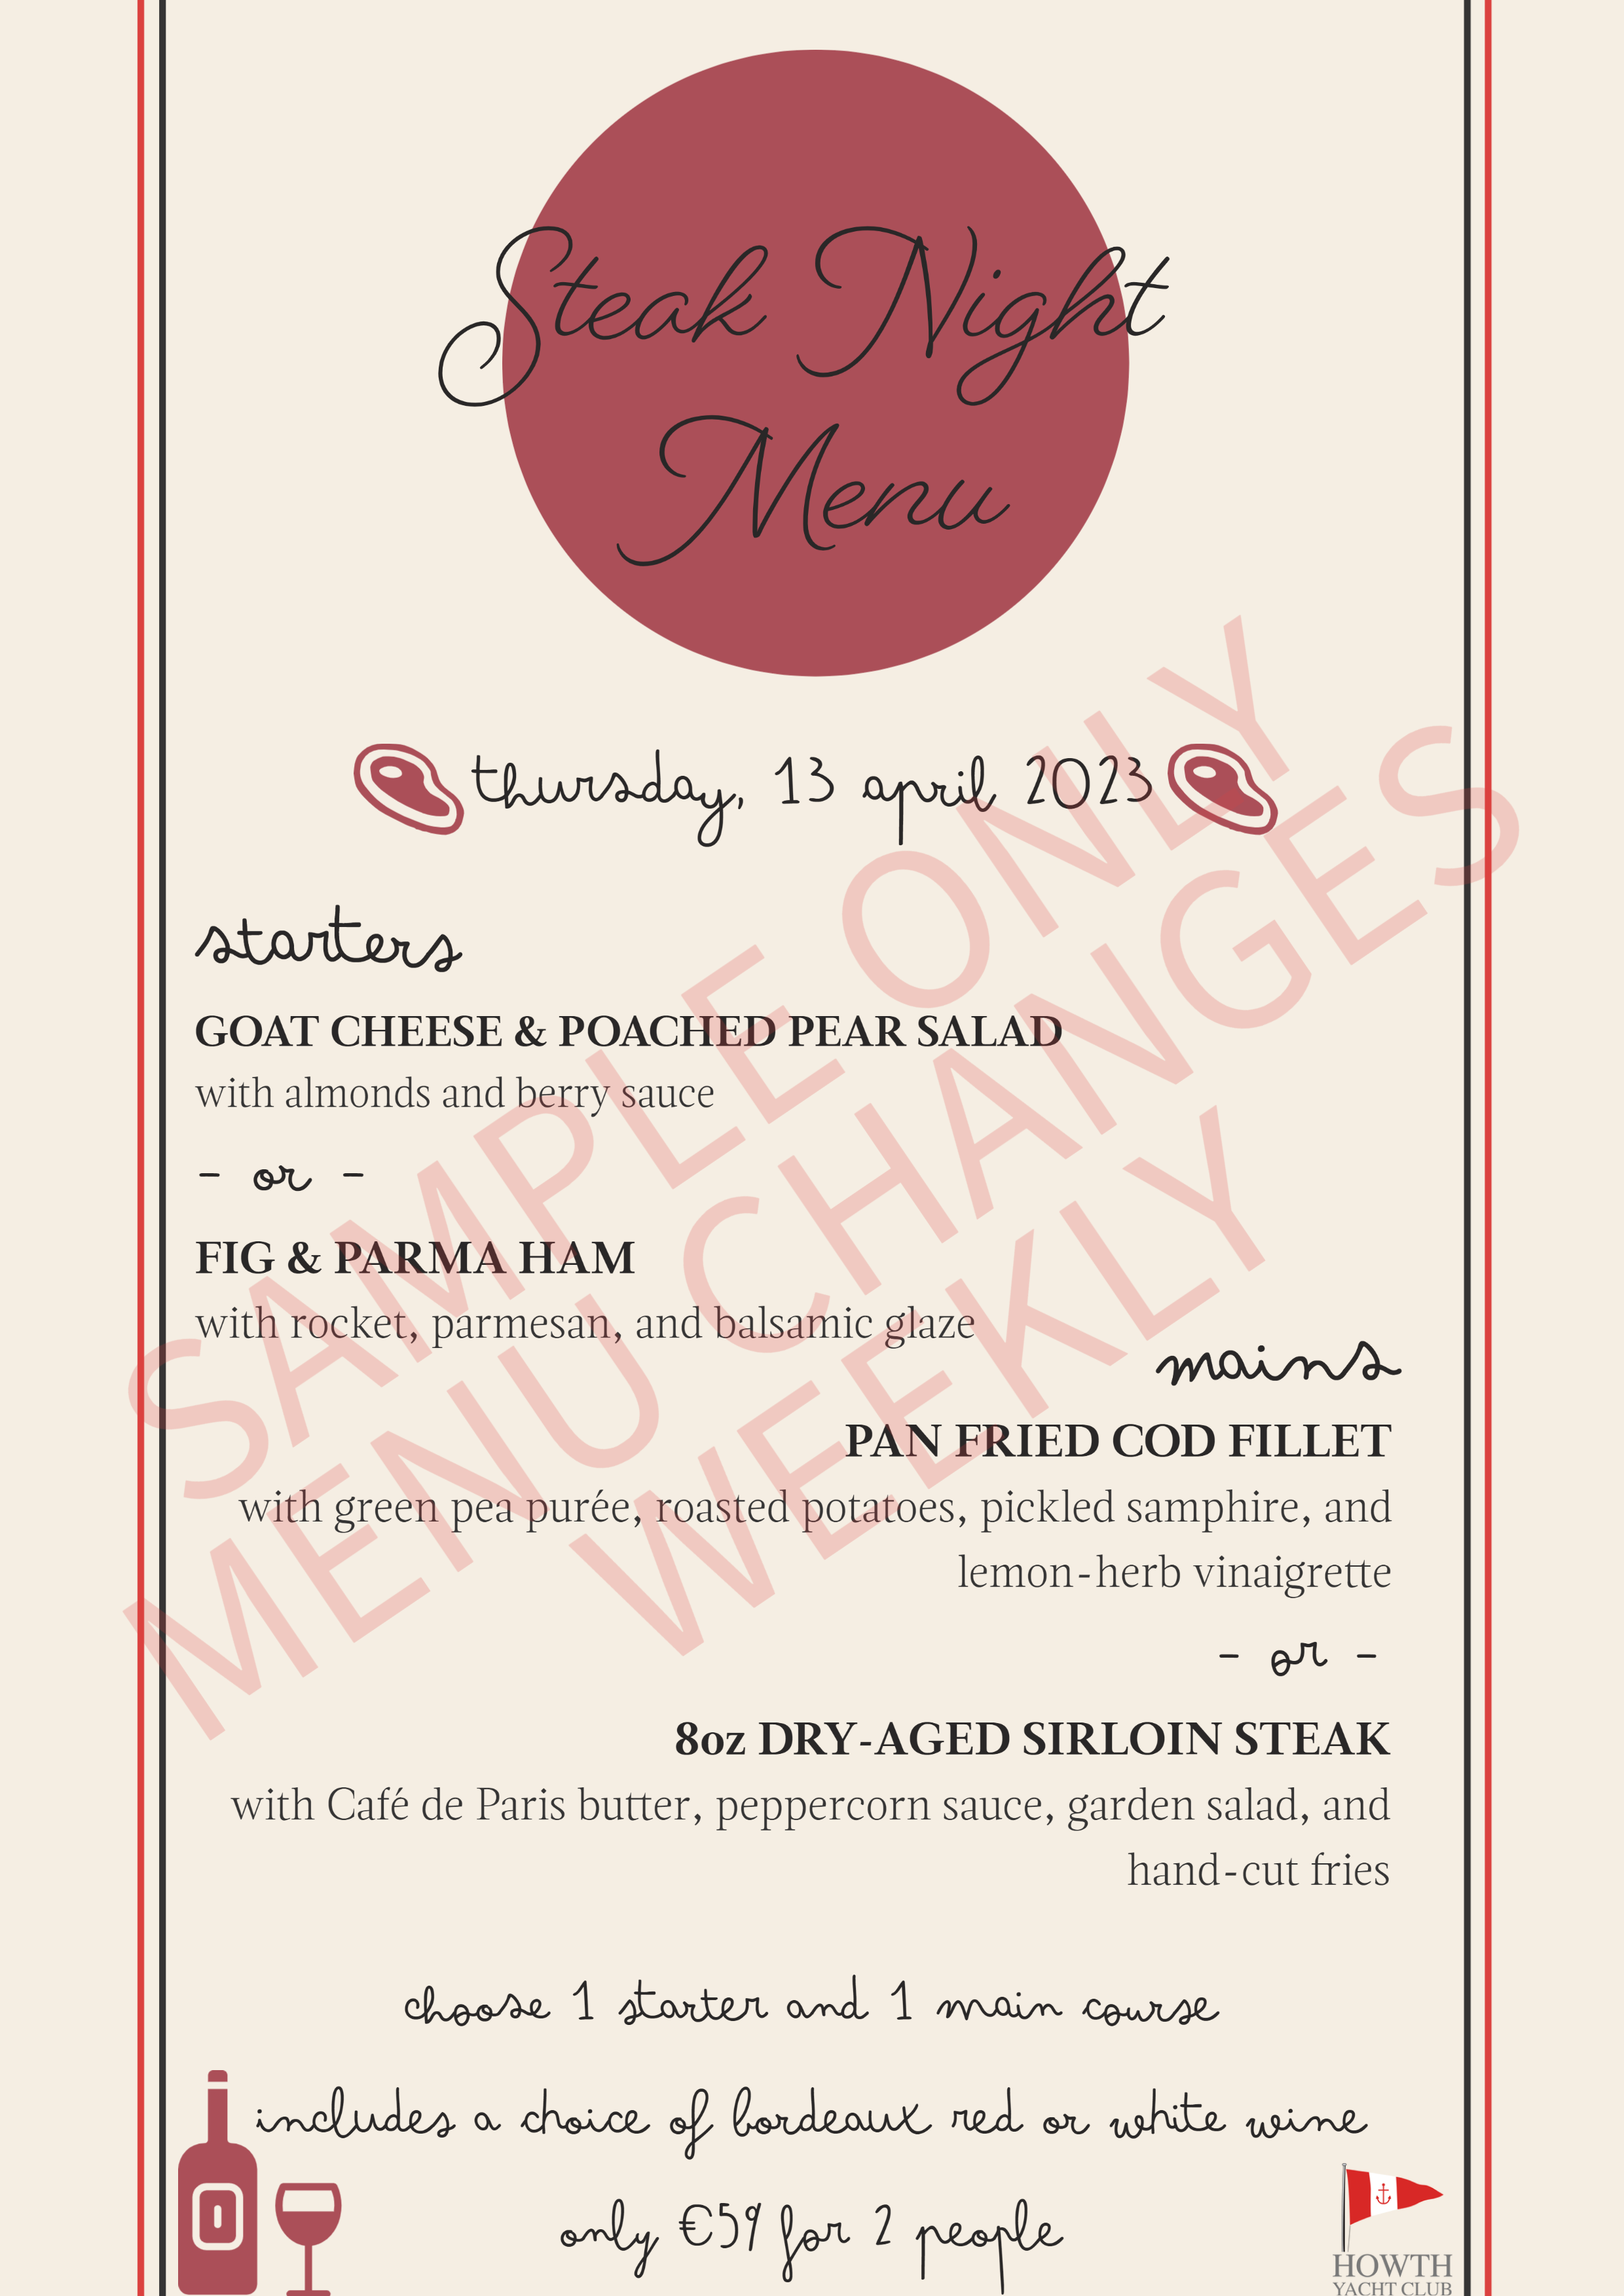 Steak Night
Menu
thursday, 13 april 2023
starters
GOAT CHEESE & POACHED PEAR SALAD
with almonds and berry sauce
- or -
FIG & PARMA HAM
with rocket, parmesan, and balsamic glaze
mains
PAN FRIED COD FILLET
with green pea purée, roasted potatoes, pickled samphire, and
lemon-herb vinaigrette
- or -
8oz DRY-AGED SIRLOIN STEAK
with Café de Paris butter, peppercorn sauce, garden salad, and
hand-cut fries
choose 1 starter and 1 main course
includes a choice of bordeaux red or white wine
only €59 for 2 people
HOWTH
YACHT CLUB
SAMPLE ONLY
MENU CHANGES
WEEKLY